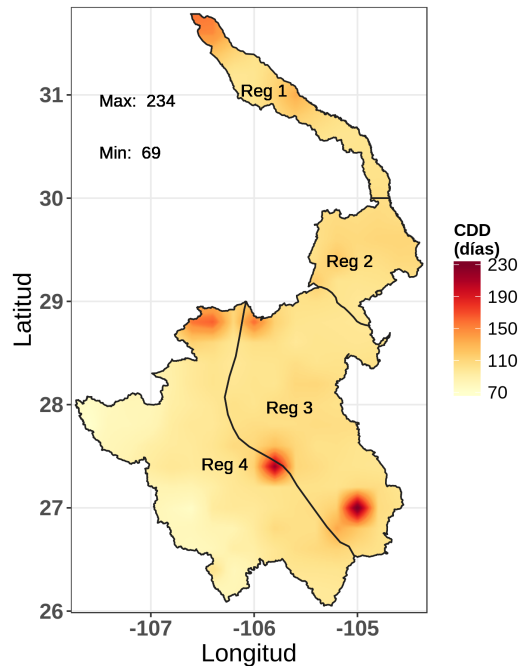 31
30
29
28
27
26
Latitud
Max: 234
Min: 69
Reg 1
Reg 2
Reg 3
Reg 4
CDD
(días)
230
190
150
110
70
-107
-106
-105
Longitud